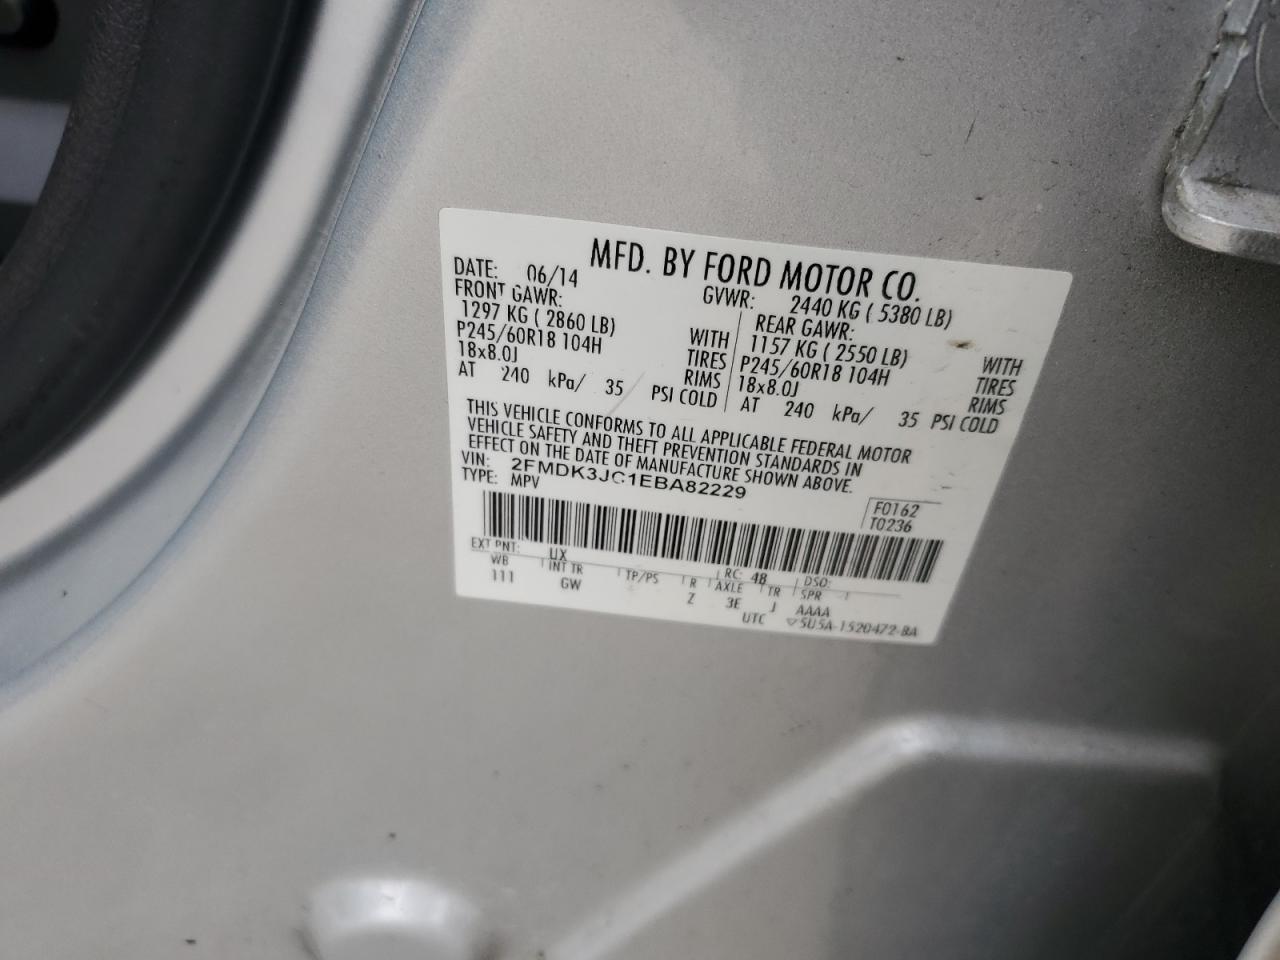 MFD. BY FORD MOTOR CO.
DATE: 06/14 GVWR: 2440 KG ( 5380 LB)
FRONT GAWR: REAR GAWR:
1297 KG ( 2860 LB) WITH 1157 KG ( 2550 LB) WITH
P245/60R18 104H TIRES P245/60R18 104H TIRES
18x8.0J RIMS 18x8.0J RIMS
AT 240 kPa/ 35 PSI COLD AT 240 kPa/ 35 PSI COLD
THIS VEHICLE CONFORMS TO ALL APPLICABLE FEDERAL MOTOR
VEHICLE SAFETY AND THEFT PREVENTION STANDARDS IN
EFFECT ON THE DATE OF MANUFACTURE SHOWN ABOVE.
VIN: 2FMDK3JC1EBA82229
TYPE: MPV
F0162
T0236
EXT PNT: UX RC: 48 DSO:
WB INT TR TP/PS R AXLE TR SPR
111 GW Z 3E J AAAA
UTC ▽5U5A-1520472-BA